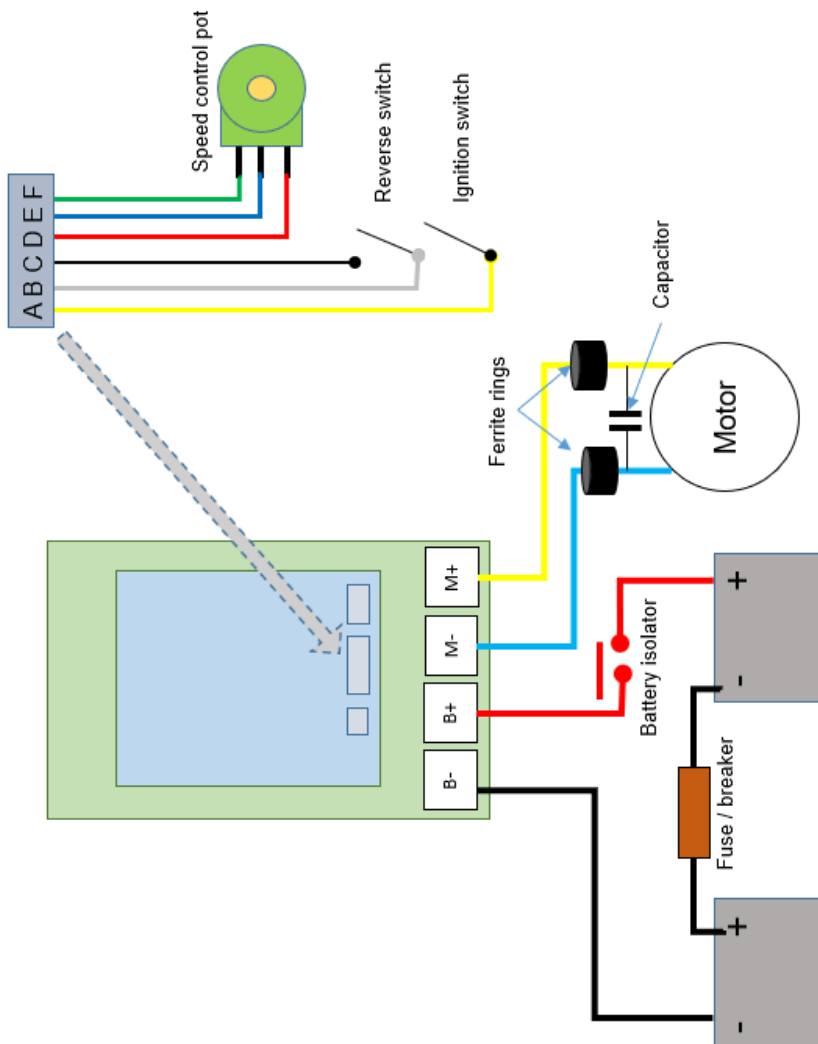 A B C D E F
Speed control pot
Reverse switch
Ignition switch
B- B+ M- M+
Ferrite rings
Capacitor
Battery isolator
Motor
Fuse / breaker
- + - +